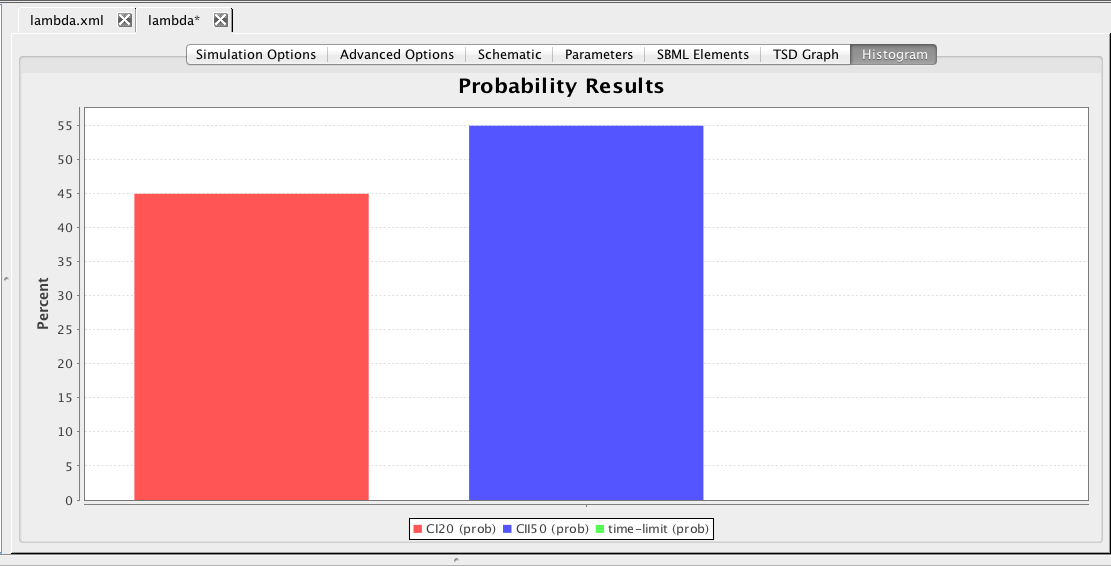 lambda.xml lambda*
Simulation Options Advanced Options Schematic Parameters SBML Elements TSD Graph Histogram
Probability Results
55
50
45
40
35
30
25
20
15
10
5
0
Percent
CI20 (prob) CII50 (prob) time-limit (prob)